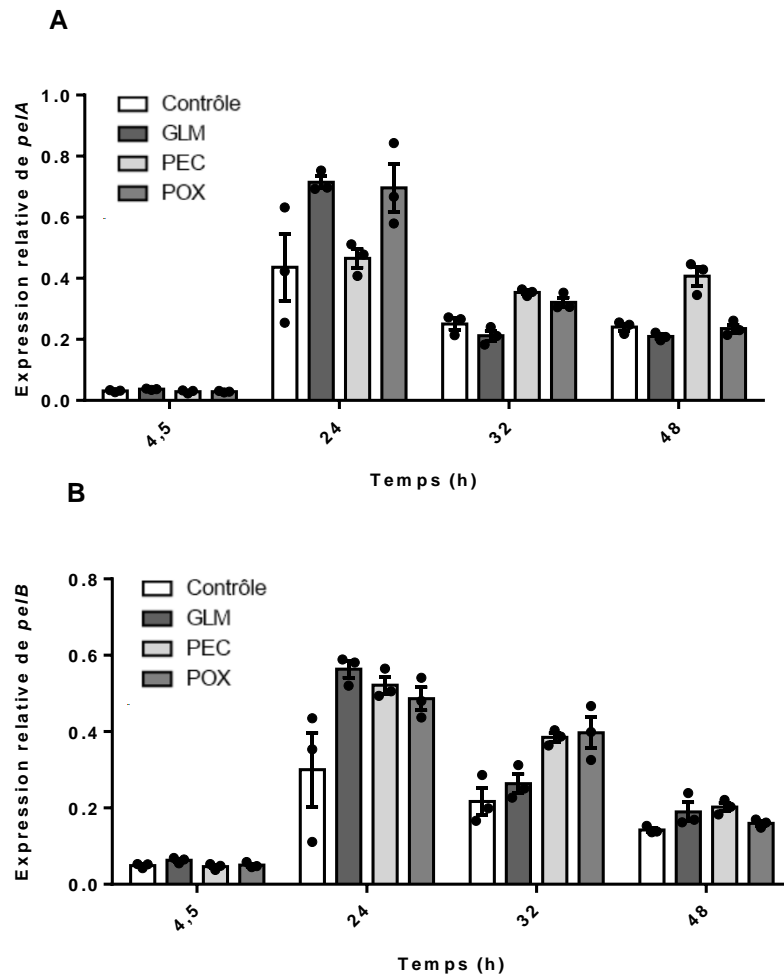 A
Expression relative de pelA
1.0
0.8
0.6
0.4
0.2
0.0
Contrôle
GLM
PEC
POX
4,5
24
32
48
Temps (h)
B
Expression relative de pelB
0.8
0.6
0.4
0.2
0.0
Contrôle
GLM
PEC
POX
4,5
24
32
48
Temps (h)